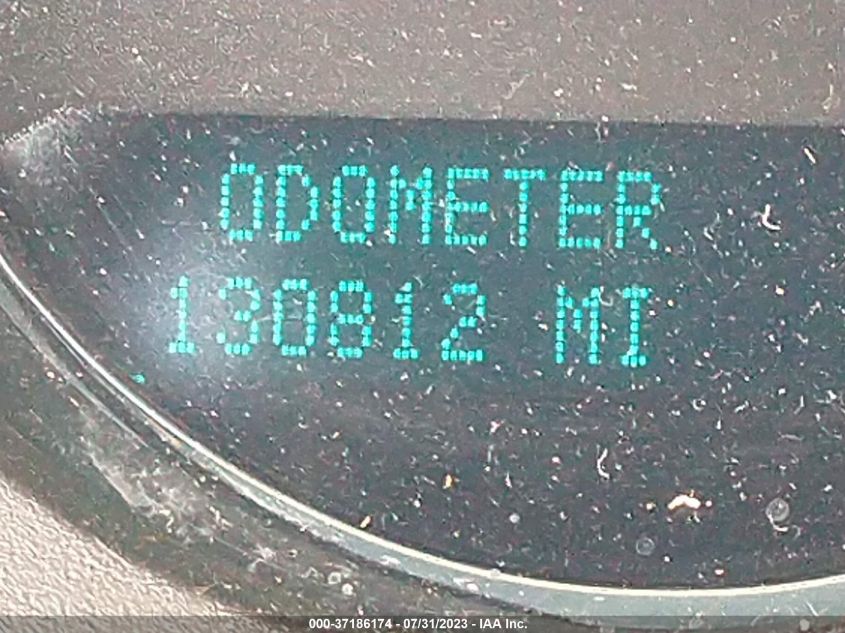 ODOMETER
130812 MI
000-37186174 - 07/31/2023 - IAA Inc.